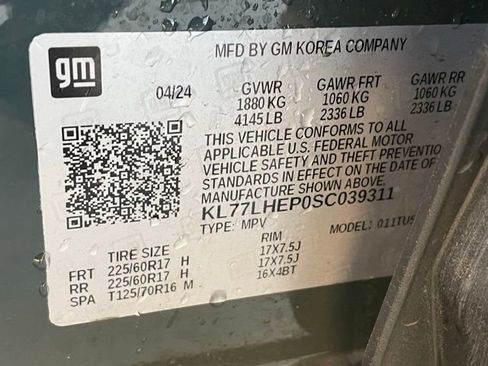 gm
MFD BY GM KOREA COMPANY
04/24 GVWR GAWR FRT GAWR RR
1880 KG 1060 KG 1060 KG
4145 LB 2336 LB 2336 LB
THIS VEHICLE CONFORMS TO ALL
APPLICABLE U.S. FEDERAL MOTOR
VEHICLE SAFETY AND THEFT PREVENTIO
STANDARDS IN EFFECT ON THE DATE OF
MANUFACTURE SHOWN ABOVE.
KL77LHEP0SC039311
TYPE: MPV MODEL: 011TU5
TIRE SIZE RIM
FRT 225/60R17 H 17X7.5J
RR 225/60R17 H 17X7.5J
SPA T125/70R16 M 16X4BT